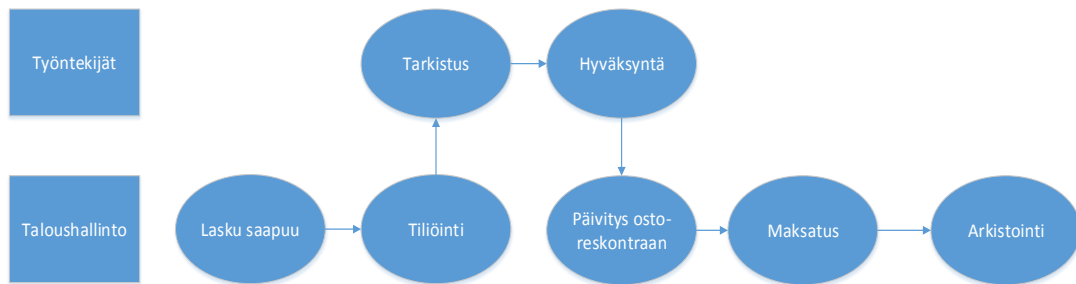 Työntekijät
Tarkistus
Hyväksyntä
Taloushallinto
Lasku saapuu
Tiliöinti
Päivitys osto-
reskontraan
Maksatus
Arkistointi